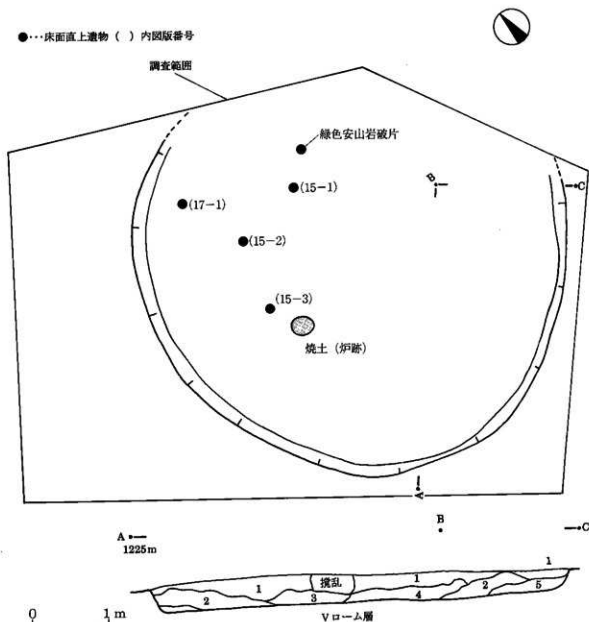 ●…床面直上遺物 ( ) 内図版番号
調査範囲
緑色安山岩破片
(15-1)
B
C
(17-1)
(15-2)
(15-3)
焼土 (炉跡)
A
A
B
C
1225m
1
1
攪乱
1
2
5
2
3
4
0 1m
Vローム層